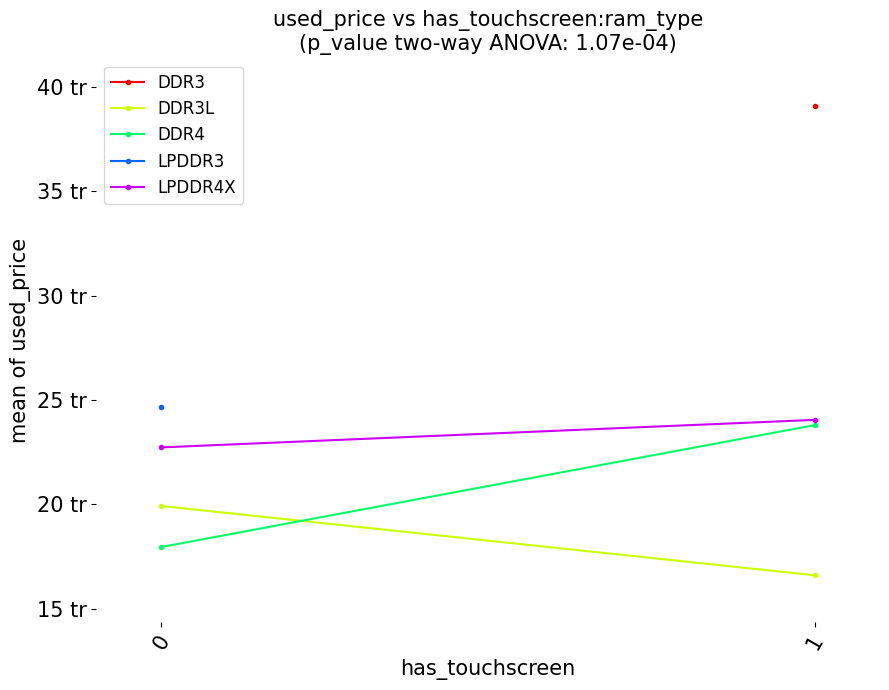 used_price vs has_touchscreen:ram_type
(p_value two-way ANOVA: 1.07e-04)
40 tr
35 tr
30 tr
25 tr
20 tr
15 tr
mean of used_price
DDR3
DDR3L
DDR4
LPDDR3
LPDDR4X
0
1
has_touchscreen